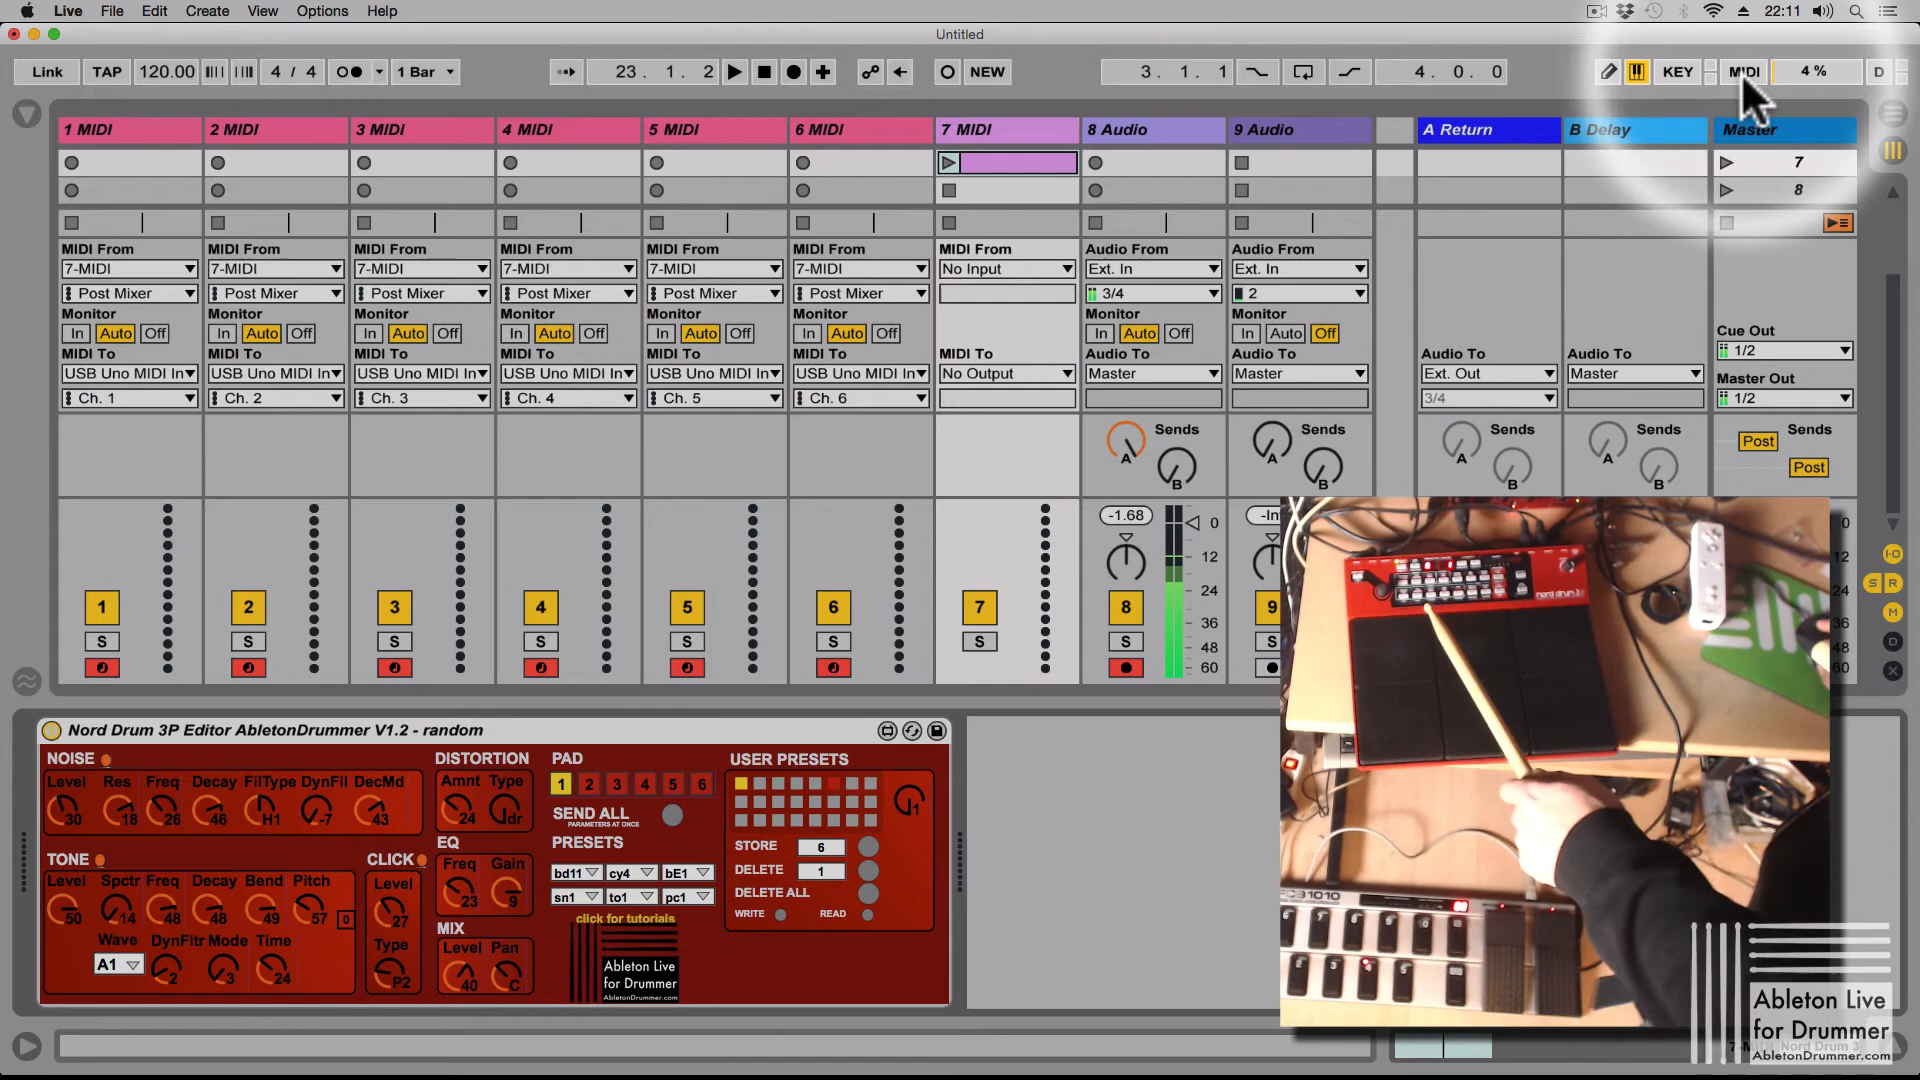 Live File Edit Create View Options Help 22:11
Untitled
Link TAP 120.00 4 / 4 1 Bar 23. 1. 2 NEW 3. 1. 1 4. 0. 0 KEY MIDI 4 % D
1 MIDI 2 MIDI 3 MIDI 4 MIDI 5 MIDI 6 MIDI 7 MIDI 8 Audio 9 Audio A Return B Delay Master
7
8
MIDI From MIDI From MIDI From MIDI From MIDI From MIDI From MIDI From Audio From Audio From
7-MIDI 7-MIDI 7-MIDI 7-MIDI 7-MIDI 7-MIDI No Input Ext. In Ext. In
Post Mixer Post Mixer Post Mixer Post Mixer Post Mixer Post Mixer 3/4 2
Monitor Monitor Monitor Monitor Monitor Monitor Monitor Monitor Cue Out
In Auto Off In Auto Off In Auto Off In Auto Off In Auto Off In Auto Off In Auto Off In Auto Off 1/2
MIDI To MIDI To MIDI To MIDI To MIDI To MIDI To MIDI To Audio To Audio To Audio To Audio To
USB Uno MIDI In USB Uno MIDI In USB Uno MIDI In USB Uno MIDI In USB Uno MIDI In USB Uno MIDI In No Output Master Master Ext. Out Master Master Out
Ch. 1 Ch. 2 Ch. 3 Ch. 4 Ch. 5 Ch. 6 3/4 1/2
Sends Sends Sends Sends Post Sends
A B A B A B A B Post
-1.68 0 0
12 12
1 2 3 4 5 6 7 8 24 9 24
S S S S S S S S 36 36
48 48
60 60
I-O
S R
M
D
X
Nord Drum 3P Editor AbletonDrummer V1.2 - random
NOISE DISTORTION PAD USER PRESETS
Level Res Freq Decay FilType DynFil DecMd Amnt Type 1 2 3 4 5 6
30 18 26 46 H1 -7 43 24 dr 1
SEND ALL
PARAMETERS AT ONCE
EQ PRESETS STORE 6
TONE CLICK Freq Gain bd11 cy4 bE1 DELETE 1
Level Spctr Freq Decay Bend Pitch Level 23 9 sn1 to1 pc1 DELETE ALL
50 14 48 48 49 57 0 27 click for tutorials WRITE READ
MIX
Wave DynFltr Mode Time Type Level Pan
A1 2 3 24 P2 40 C
Ableton Live
for Drummer
AbletonDrummer.com
nord drum 3P
Ableton Live
for Drummer
AbletonDrummer.com